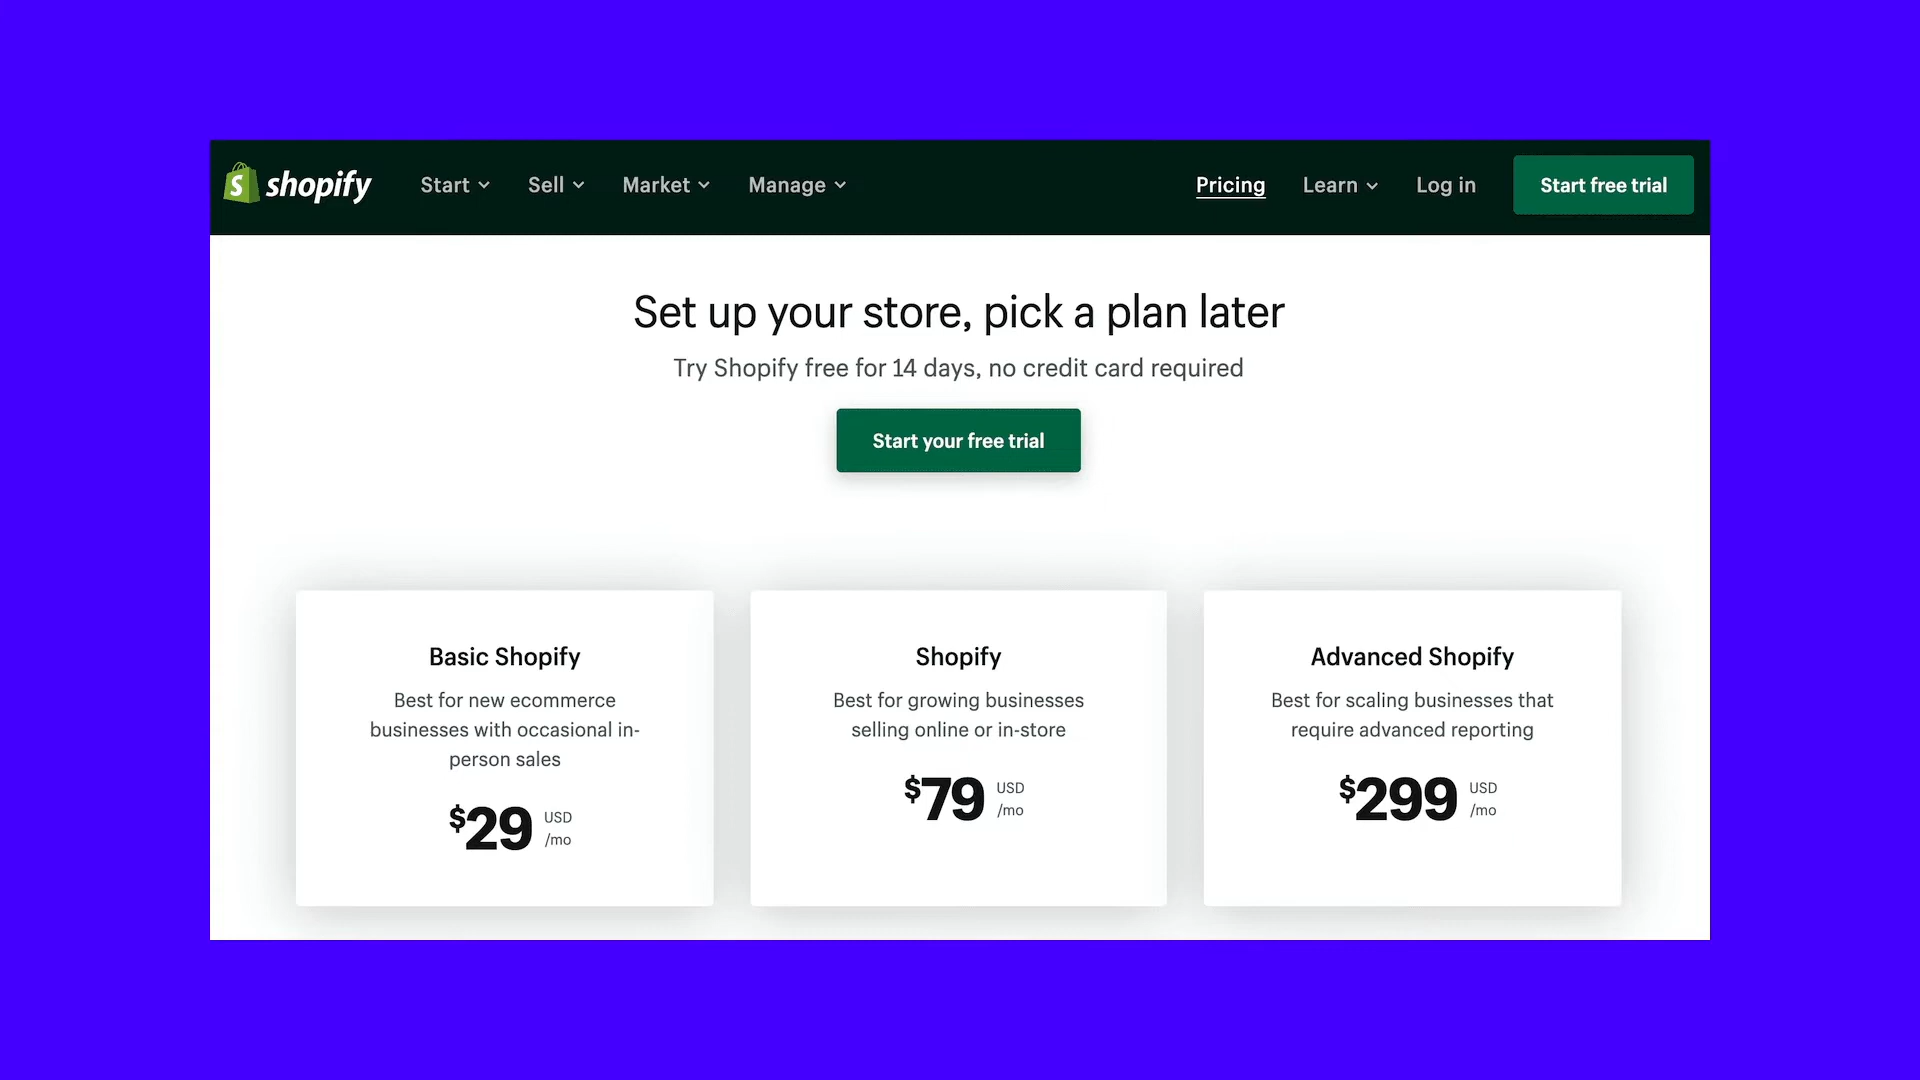 shopify Start Sell Market Manage Pricing Learn Log in Start free trial
Set up your store, pick a plan later
Try Shopify free for 14 days, no credit card required
Start your free trial
Basic Shopify
Best for new ecommerce
businesses with occasional in-
person sales
$29 USD
/mo
Shopify
Best for growing businesses
selling online or in-store
$79 USD
/mo
Advanced Shopify
Best for scaling businesses that
require advanced reporting
$299 USD
/mo